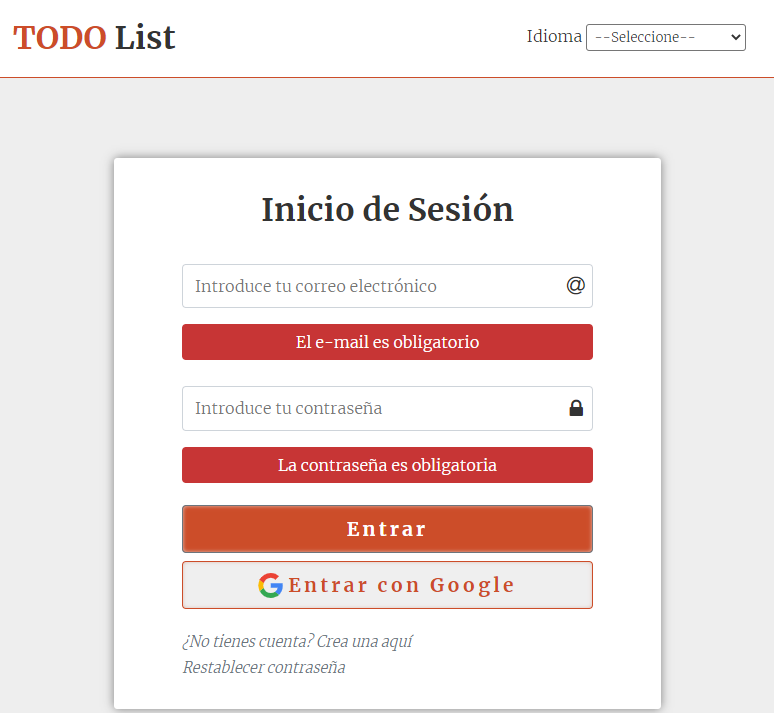 TODO List
Idioma --Seleccione--
Inicio de Sesión
Introduce tu correo electrónico @
El e-mail es obligatorio
Introduce tu contraseña
La contraseña es obligatoria
Entrar
Entrar con Google
¿No tienes cuenta? Crea una aquí
Restablecer contraseña